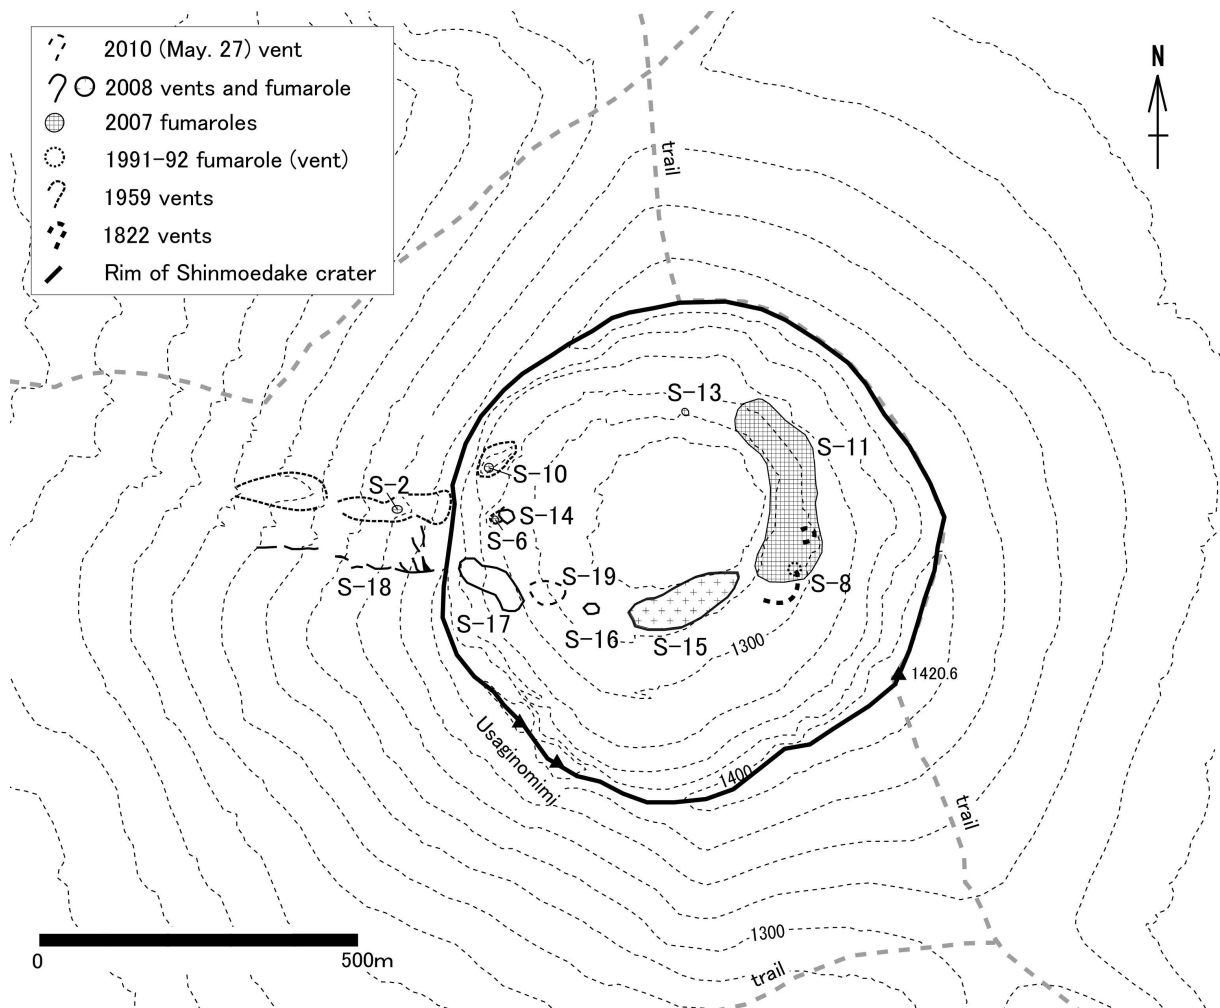 2010 (May. 27) vent
2008 vents and fumarole
2007 fumaroles
1991-92 fumarole (vent)
1959 vents
1822 vents
Rim of Shinmoedake crater
N
trail
S-13
S-11
S-10
S-2
S-14
S-6
S-19
S-8
S-18
S-17
S-16
S-15
1300
1420.6
Usaginomimi
1400
trail
1300
trail
0 500m